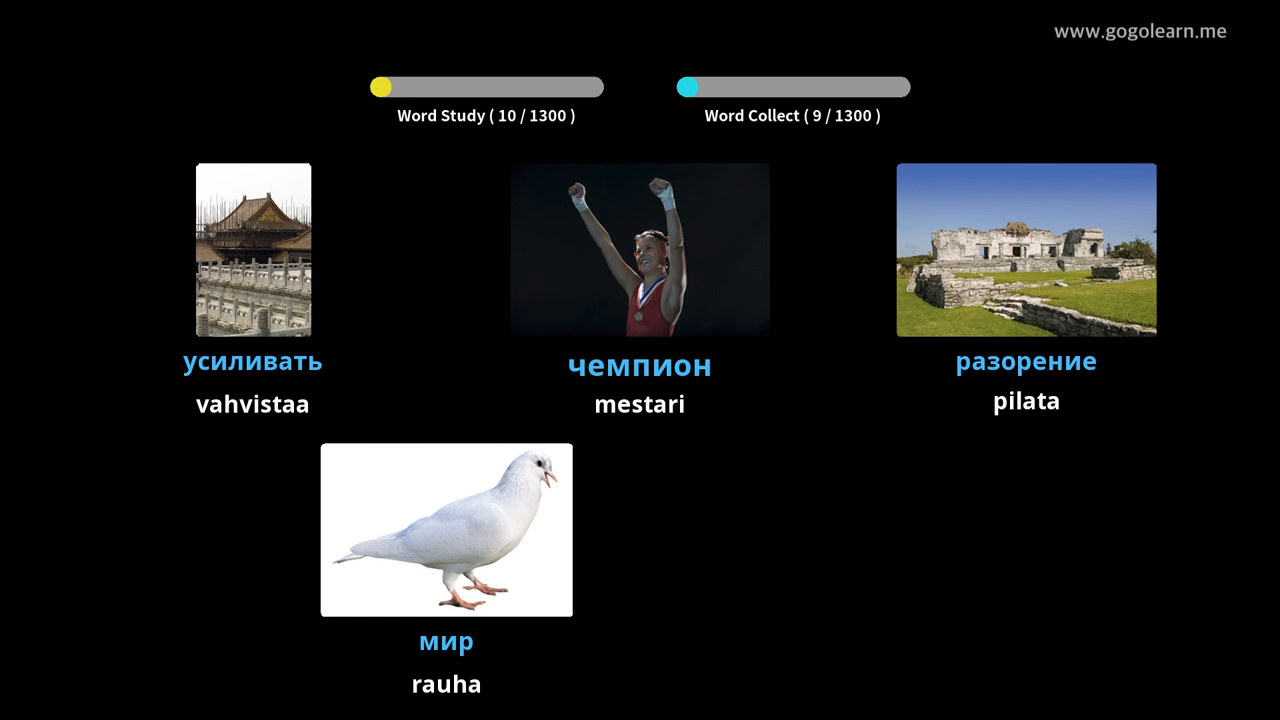 www.gogolearn.me
Word Study ( 10 / 1300 )
Word Collect ( 9 / 1300 )
усиливать
чемпион
разорение
vahvistaa
mestari
pilata
мир
rauha